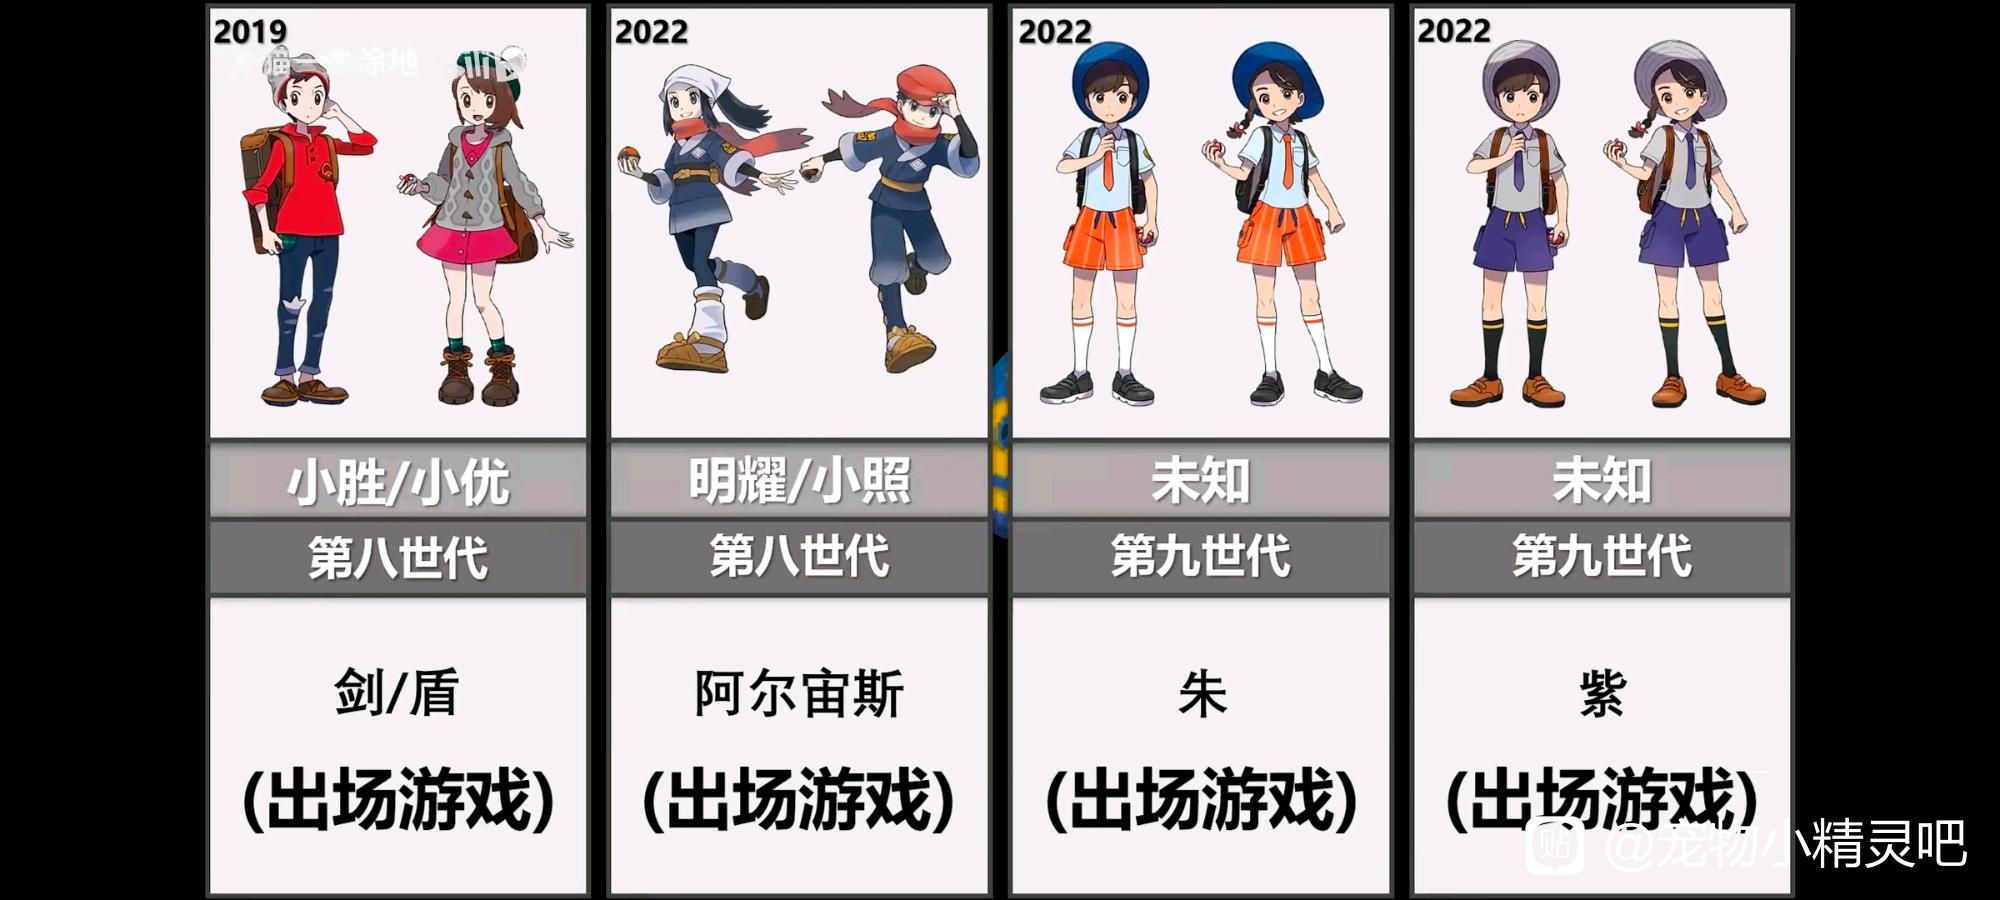 2019
小胜/小优
第八世代
剑/盾
(出场游戏)
2022
明耀/小照
第八世代
阿尔宙斯
(出场游戏)
2022
未知
第九世代
朱
(出场游戏)
2022
未知
第九世代
紫
(出场游戏)
贴 @宠物小精灵吧